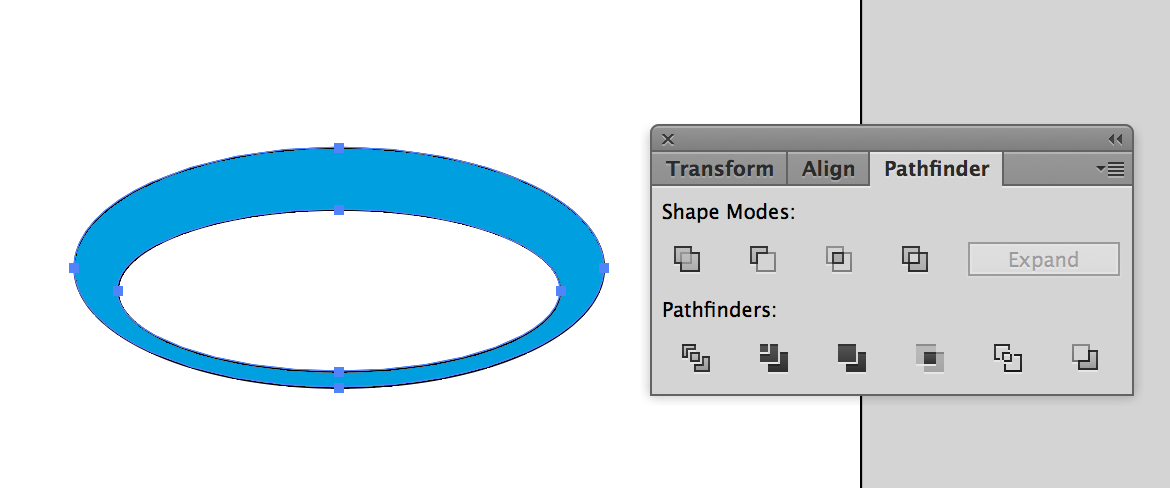 Transform Align Pathfinder
Shape Modes:
Expand
Pathfinders: